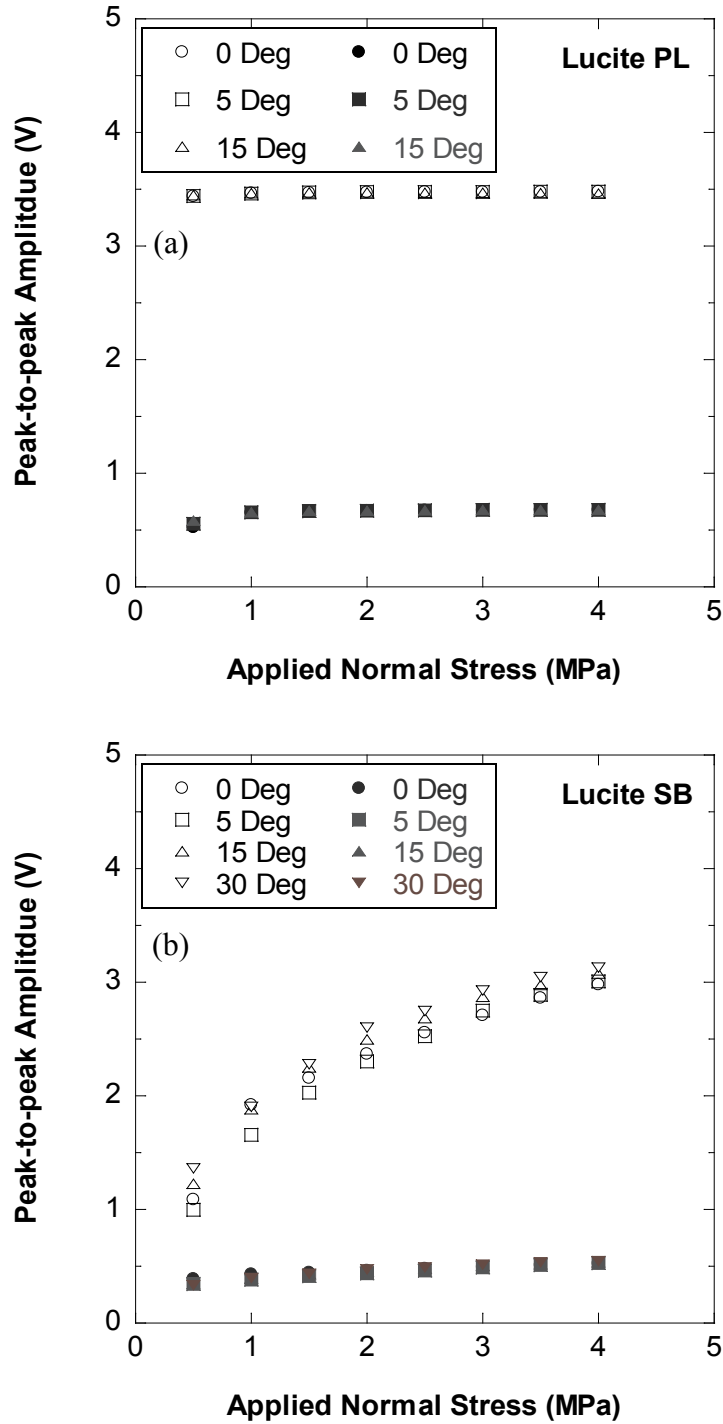 5
0 Deg 0 Deg Lucite PL
5 Deg 5 Deg
4
15 Deg 15 Deg
Peak-to-peak Amplitdue (V)
3
(a)
2
1
0
0 1 2 3 4 5
Applied Normal Stress (MPa)
5
0 Deg 0 Deg Lucite SB
5 Deg 5 Deg
15 Deg 15 Deg
4
30 Deg 30 Deg
Peak-to-peak Amplitdue (V)
(b)
3
2
1
0
0 1 2 3 4 5
Applied Normal Stress (MPa)